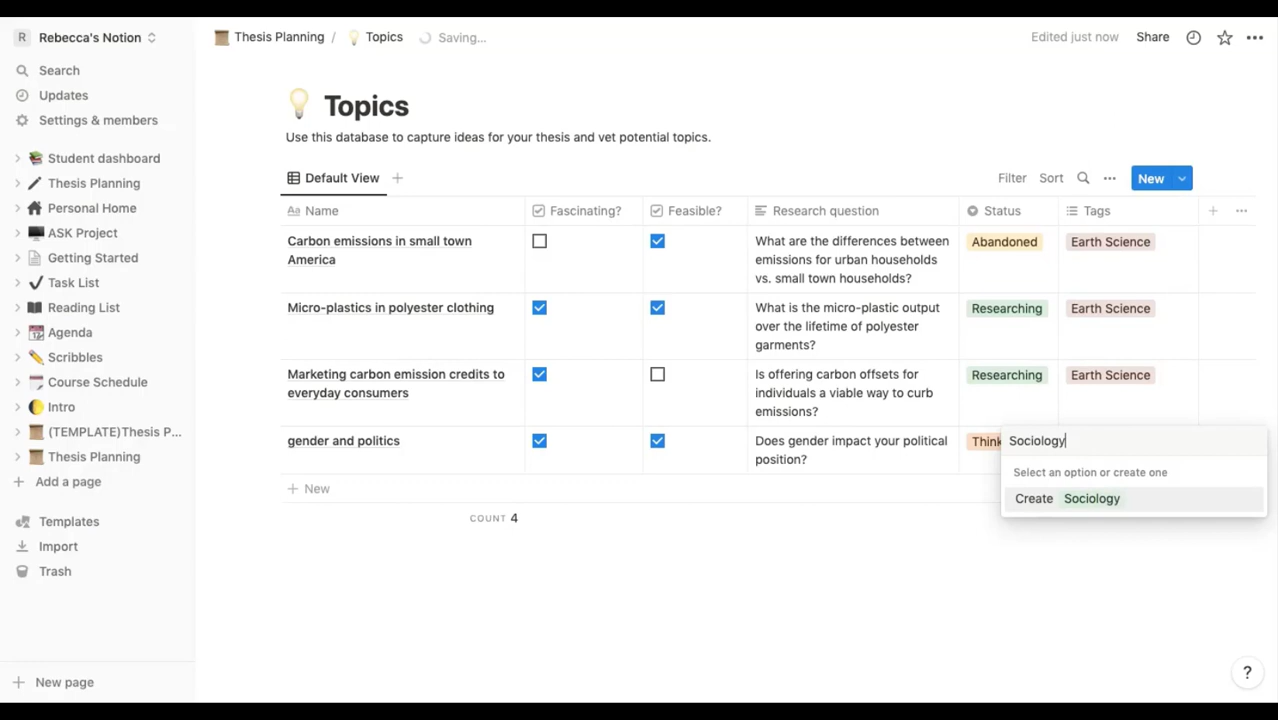 R Rebecca's Notion
Search
Updates
Settings & members
Student dashboard
Thesis Planning
Personal Home
ASK Project
Getting Started
Task List
Reading List
Agenda
Scribbles
Course Schedule
Intro
(TEMPLATE)Thesis P...
Thesis Planning
Add a page
Templates
Import
Trash
New page
Thesis Planning / Topics Saving...
Edited just now Share
Topics
Use this database to capture ideas for your thesis and vet potential topics.
Default View
Filter Sort New
Aa Name Fascinating? Feasible? Research question Status Tags
Carbon emissions in small town
America
What are the differences between
emissions for urban households
vs. small town households?
Abandoned Earth Science
Micro-plastics in polyester clothing
What is the micro-plastic output
over the lifetime of polyester
garments?
Researching Earth Science
Marketing carbon emission credits to
everyday consumers
Is offering carbon offsets for
individuals a viable way to curb
emissions?
Researching Earth Science
gender and politics
Does gender impact your political
position?
Think
Sociology
Select an option or create one
Create Sociology
New
COUNT 4
?